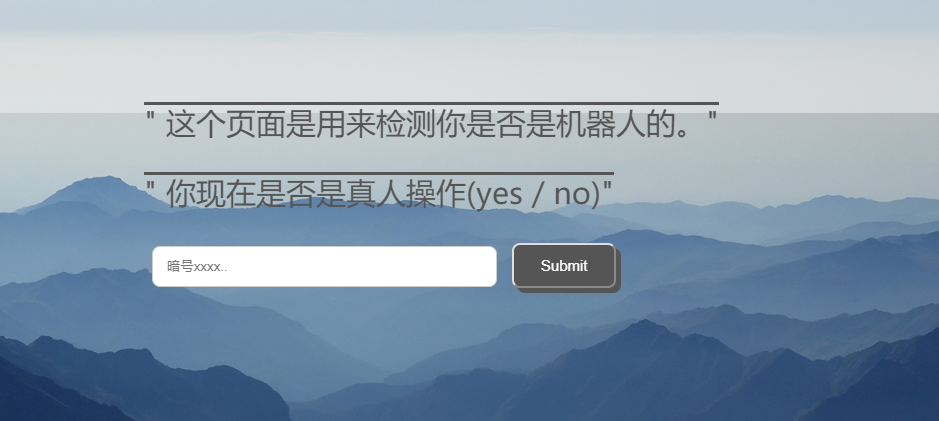 " 这个页面是用来检测你是否是机器人的。"
" 你现在是否是真人操作(yes / no)"
暗号xxxx..
Submit